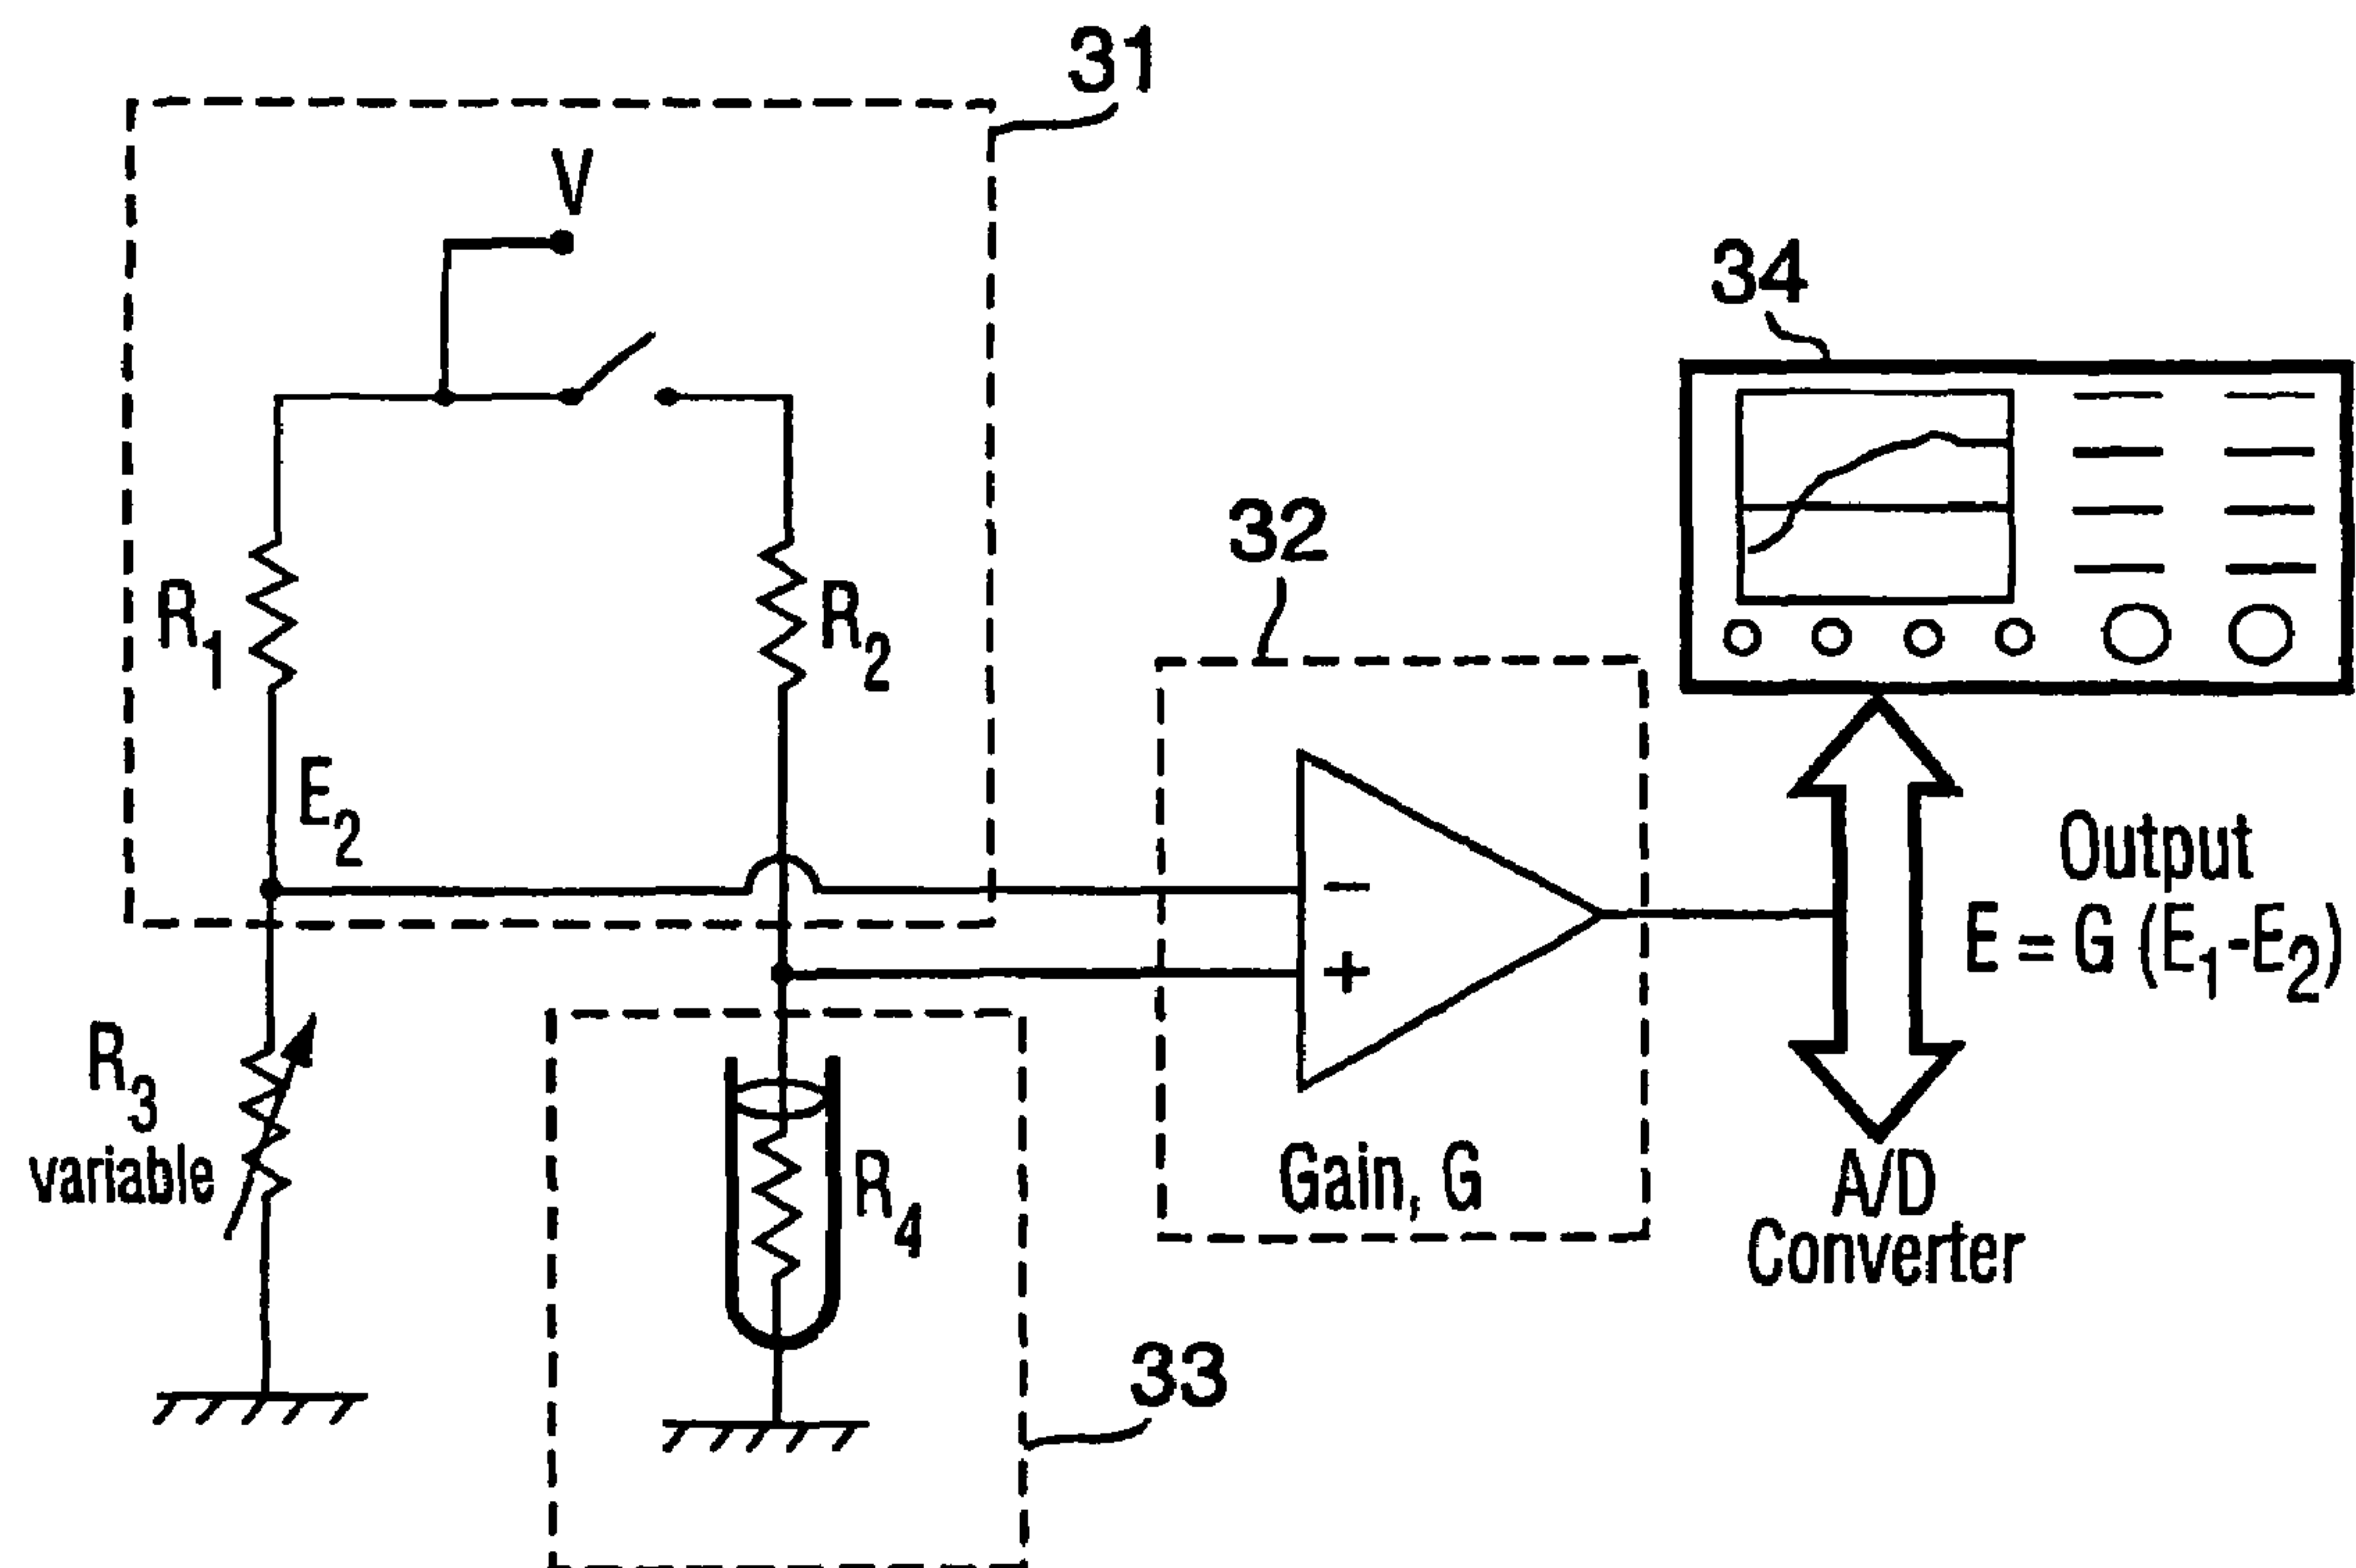 31
V
34
32
R1
R2
E2
Output
E = G (E1-E2)
−
+
R3
variable
Gain, G
R4
A/D
Converter
33